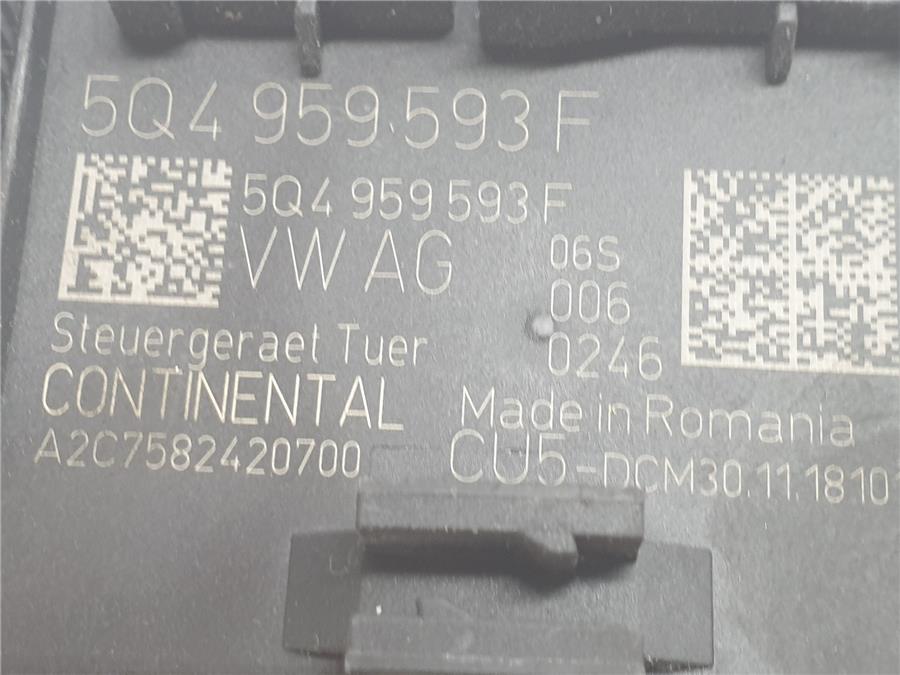 5Q4 959 593 F
5Q4 959 593 F
VW AG
06S
006
0246
Steuergeraet Tuer
CONTINENTAL
Made in Romania
A2C7582420700
CU5-DCM30.11.1810